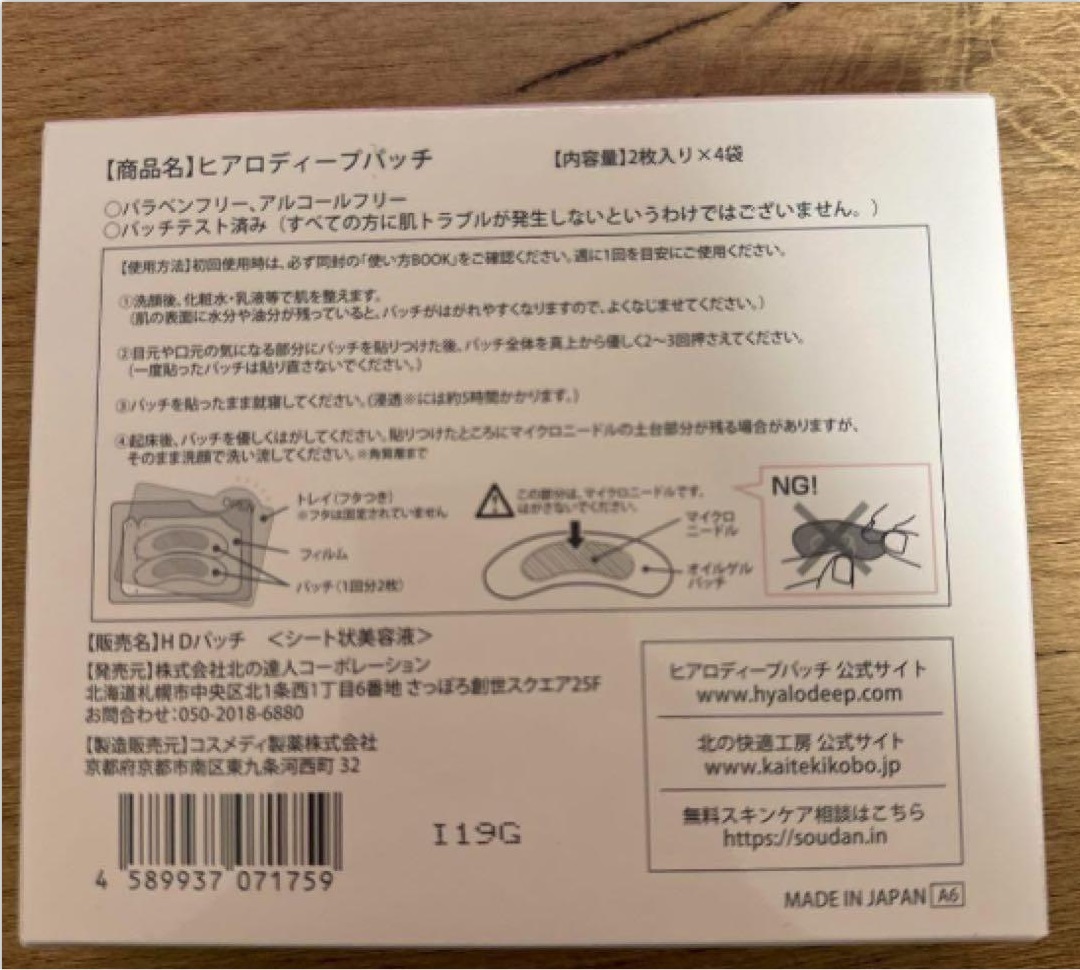 【商品名】ヒアロディープパッチ
【内容量】2枚入り×4袋
○パラベンフリー、アルコールフリー
○パッチテスト済み（すべての方に肌トラブルが発生しないというわけではございません。）
【使用方法】初回使用時は、必ず同封の「使い方BOOK」をご確認ください。週に1回を目安にご使用ください。
①洗顔後、化粧水・乳液等で肌を整えます。
（肌の表面に水分や油分が残っていると、パッチがはがれやすくなりますので、よくなじませてください。）
②目元や口元の気になる部分にパッチを貼りつけた後、パッチ全体を真上から優しく2～3回押さえてください。
（一度貼ったパッチは貼り直さないでください。）
③パッチを貼ったまま就寝してください。（浸透※には約5時間かかります。）
④起床後、パッチを優しくはがしてください。貼りつけたところにマイクロニードルの土台部分が残る場合がありますが、
そのまま洗顔で洗い流してください。※角質層まで
OPEN
トレイ（フタつき）
※フタは固定されていません
フィルム
パッチ（1回分2枚）
この部分は、マイクロニードルです。
はがさないでください。
マイクロ
ニードル
オイルゲル
パッチ
NG!
【販売名】H Dパッチ　＜シート状美容液＞
【発売元】株式会社北の達人コーポレーション
北海道札幌市中央区北1条西1丁目6番地 さっぽろ創世スクエア25F
お問合わせ：050-2018-6880
【製造販売元】コスメディ製薬株式会社
京都府京都市南区東九条河西町 32
4 589937 071759
I19G
ヒアロディープパッチ 公式サイト
www.hyalodeep.com
北の快適工房 公式サイト
www.kaitekikobo.jp
無料スキンケア相談はこちら
https://soudan.in
MADE IN JAPAN A6